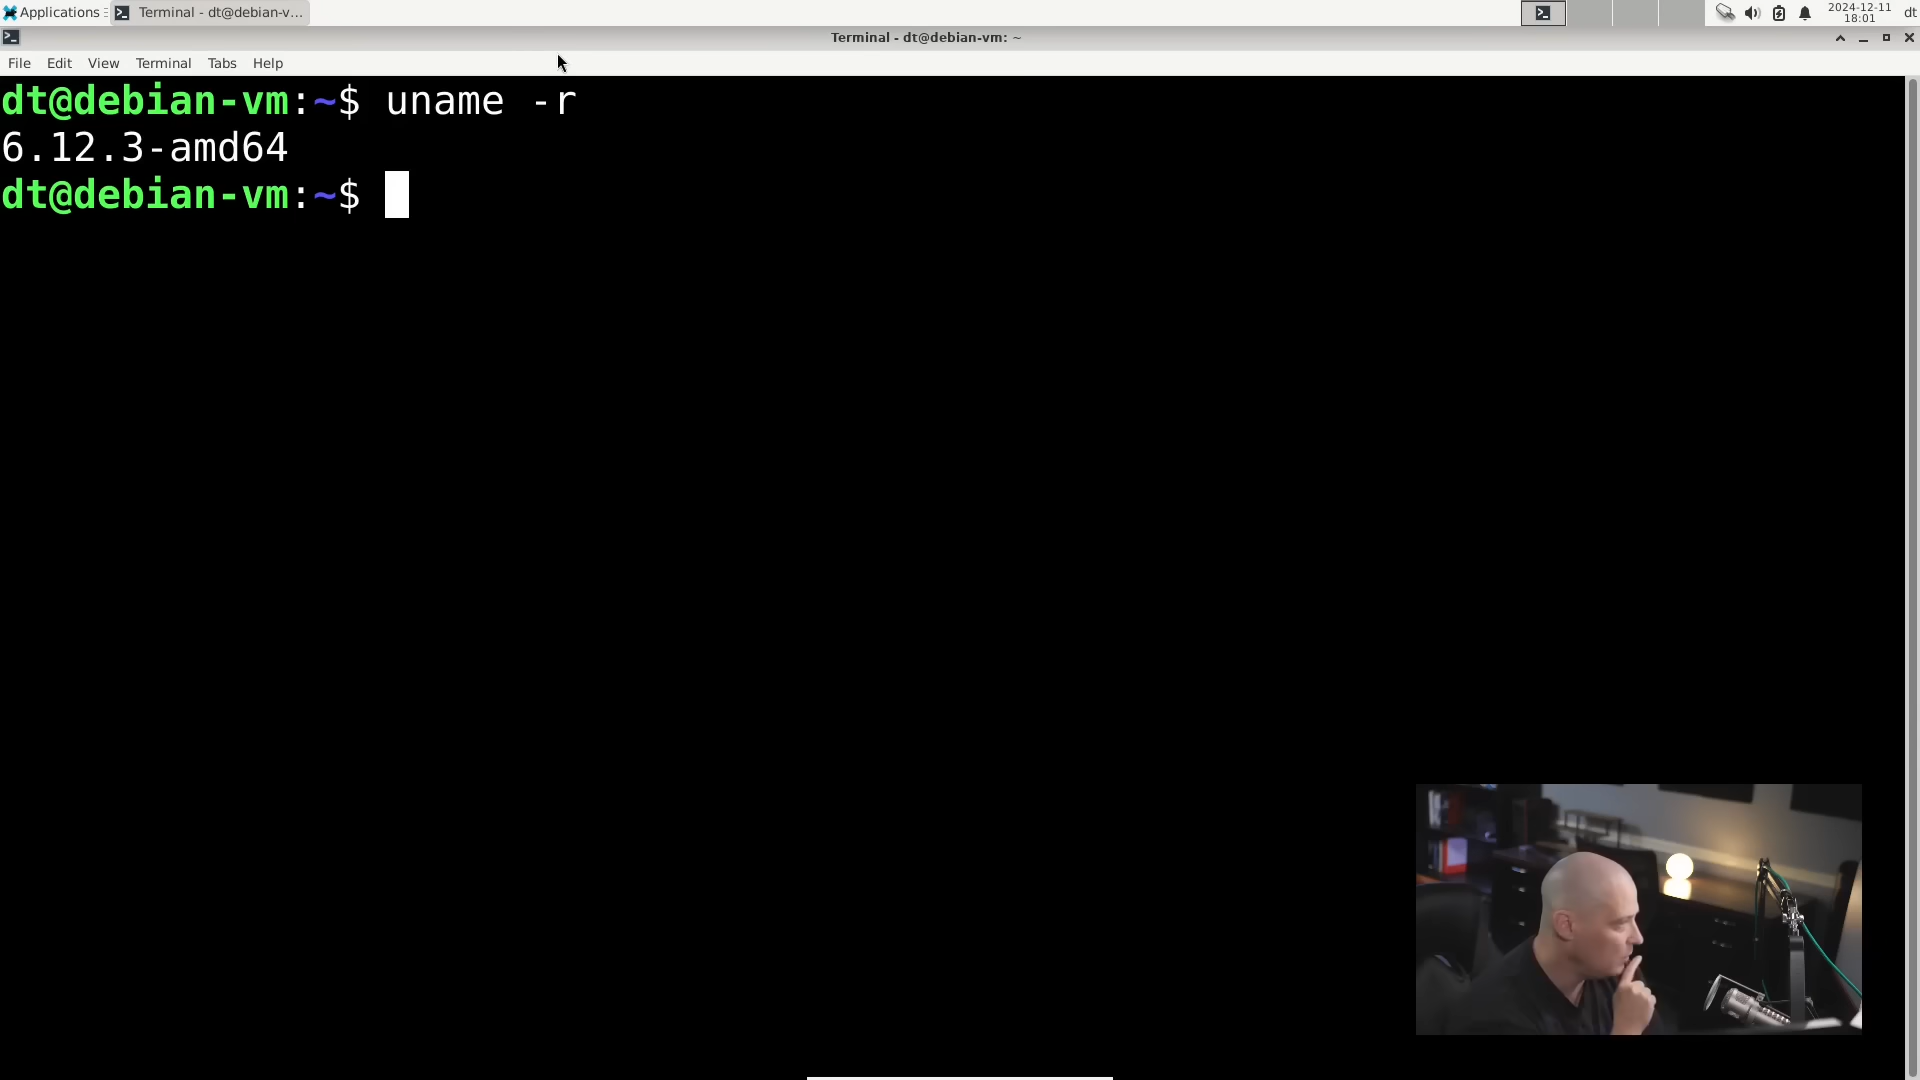 Applications
Terminal - dt@debian-v...
2024-12-11
18:01
dt
Terminal - dt@debian-vm: ~
File Edit View Terminal Tabs Help
dt@debian-vm:~$ uname -r
6.12.3-amd64
dt@debian-vm:~$